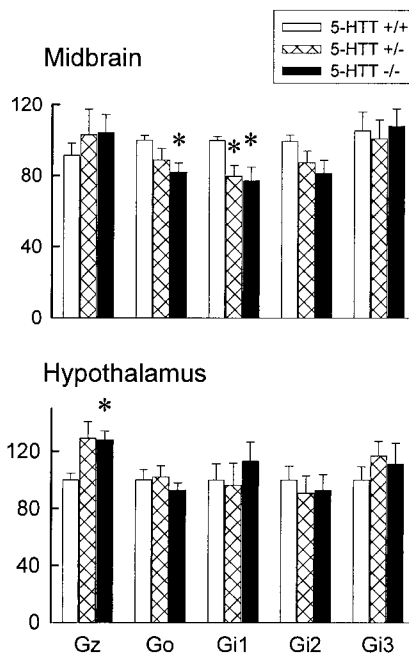 5-HTT +/+
5-HTT +/-
5-HTT -/-
Midbrain
120
80
40
0
*
* *
Hypothalamus
120
80
40
0
*
Gz Go Gi1 Gi2 Gi3